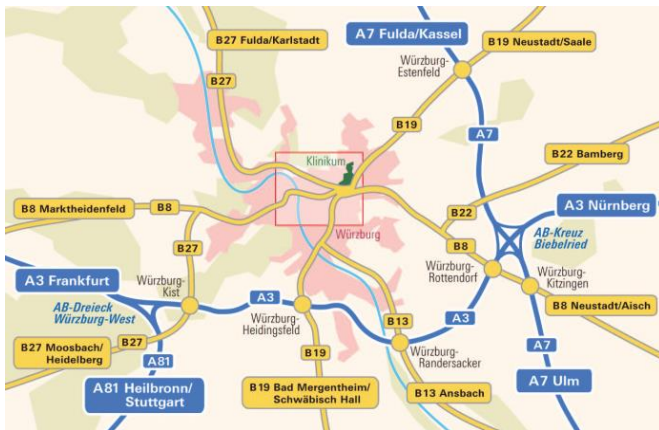 B27 Fulda/Karlstadt
A7 Fulda/Kassel
B19 Neustadt/Saale
Würzburg-
Estenfeld
B27
B19
A7
Klinikum
B22 Bamberg
B8 Marktheidenfeld
B8
B22
A3 Nürnberg
AB-Kreuz
Biebelried
Würzburg
B27
B8
A3 Frankfurt
Würzburg-
Kist
Würzburg-
Rottendorf
Würzburg-
Kitzingen
AB-Dreieck
Würzburg-West
A3
Würzburg-
Heidingsfeld
B13
A3
B8 Neustadt/Aisch
B27 Moosbach/
Heidelberg
B27
A81
B19
Würzburg-
Randersacker
A7
A81 Heilbronn/
Stuttgart
B19 Bad Mergentheim/
Schwäbisch Hall
B13 Ansbach
A7 Ulm